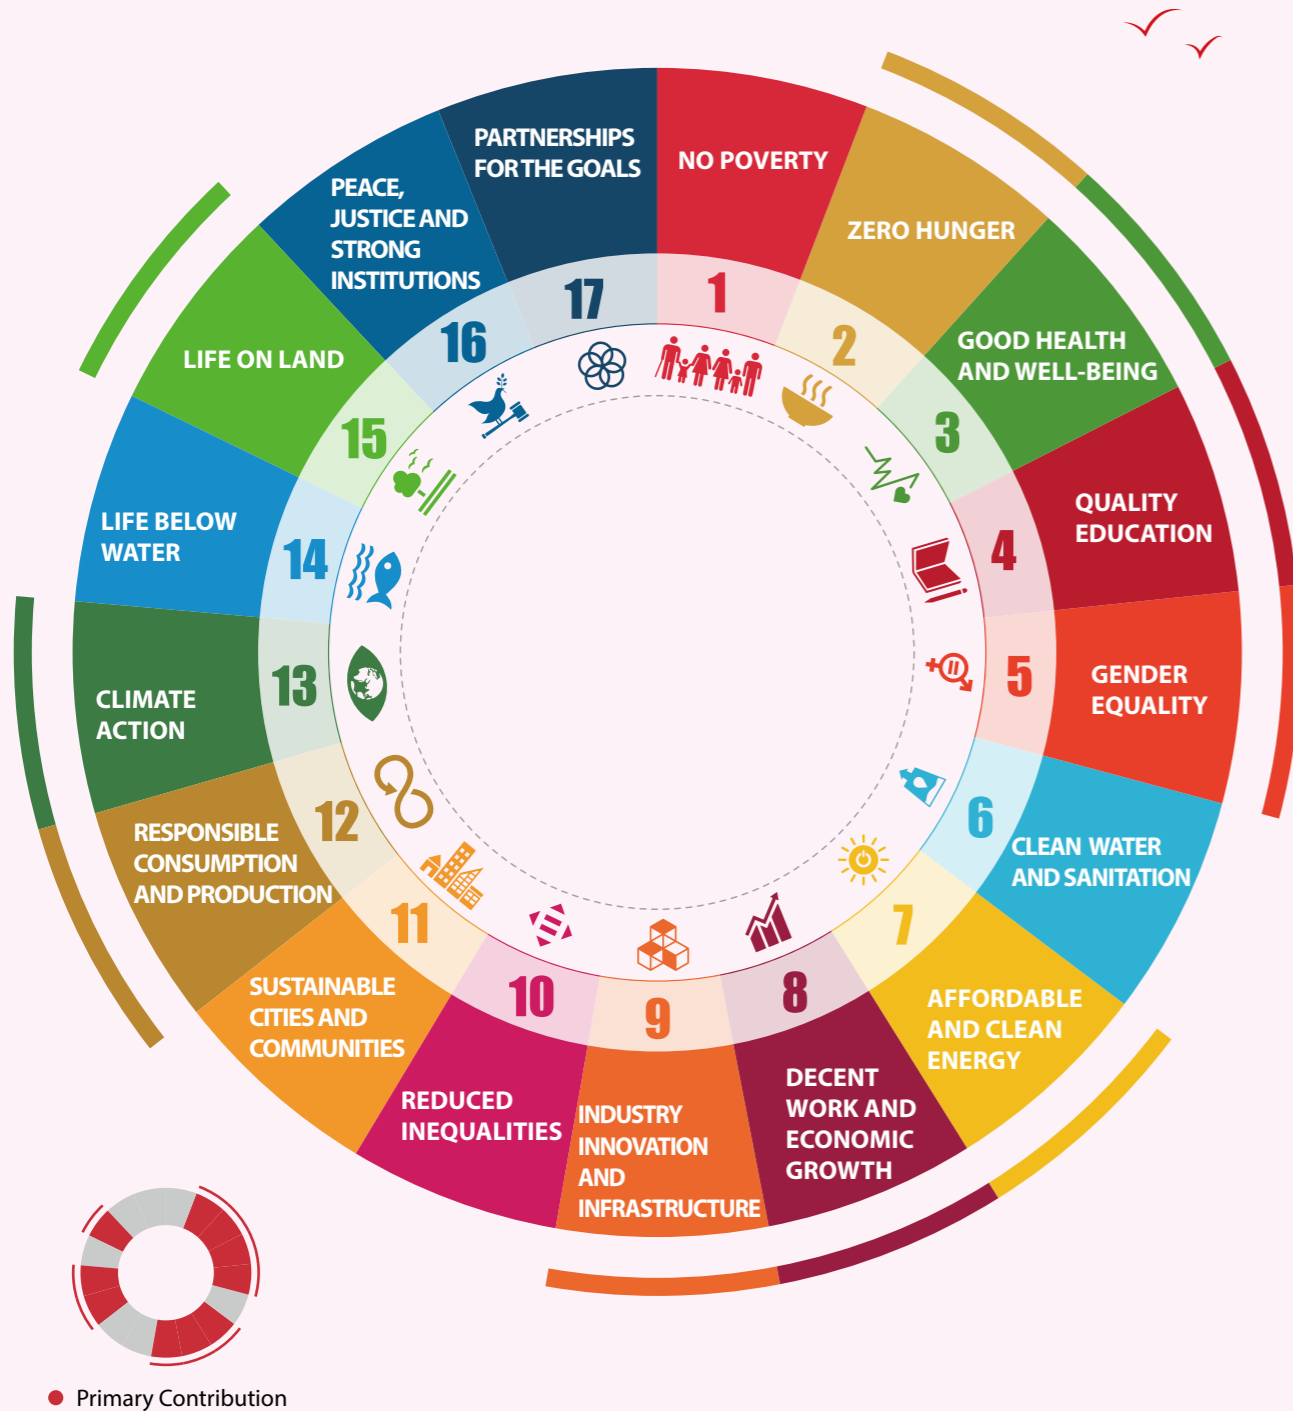 NO POVERTY
1
ZERO HUNGER
2
GOOD HEALTH
AND WELL-BEING
3
QUALITY
EDUCATION
4
GENDER
EQUALITY
5
CLEAN WATER
AND SANITATION
6
AFFORDABLE
AND CLEAN
ENERGY
7
DECENT
WORK AND
ECONOMIC
GROWTH
8
INDUSTRY
INNOVATION
AND
INFRASTRUCTURE
9
REDUCED
INEQUALITIES
10
SUSTAINABLE
CITIES AND
COMMUNITIES
11
RESPONSIBLE
CONSUMPTION
AND PRODUCTION
12
CLIMATE
ACTION
13
LIFE BELOW
WATER
14
LIFE ON LAND
15
PEACE,
JUSTICE AND
STRONG
INSTITUTIONS
16
PARTNERSHIPS
FOR THE GOALS
17
Primary Contribution